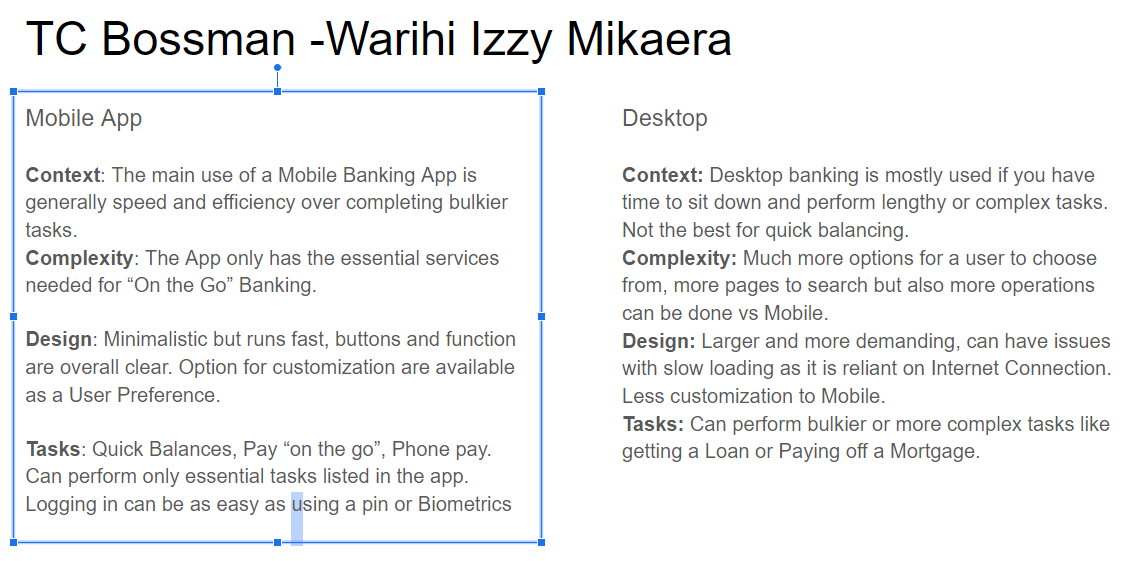 TC Bossman -Warihi Izzy Mikaera
Mobile App
Context: The main use of a Mobile Banking App is
generally speed and efficiency over completing bulkier
tasks.
Complexity: The App only has the essential services
needed for “On the Go” Banking.
Design: Minimalistic but runs fast, buttons and function
are overall clear. Option for customization are available
as a User Preference.
Tasks: Quick Balances, Pay “on the go”, Phone pay.
Can perform only essential tasks listed in the app.
Logging in can be as easy as using a pin or Biometrics
Desktop
Context: Desktop banking is mostly used if you have
time to sit down and perform lengthy or complex tasks.
Not the best for quick balancing.
Complexity: Much more options for a user to choose
from, more pages to search but also more operations
can be done vs Mobile.
Design: Larger and more demanding, can have issues
with slow loading as it is reliant on Internet Connection.
Less customization to Mobile.
Tasks: Can perform bulkier or more complex tasks like
getting a Loan or Paying off a Mortgage.